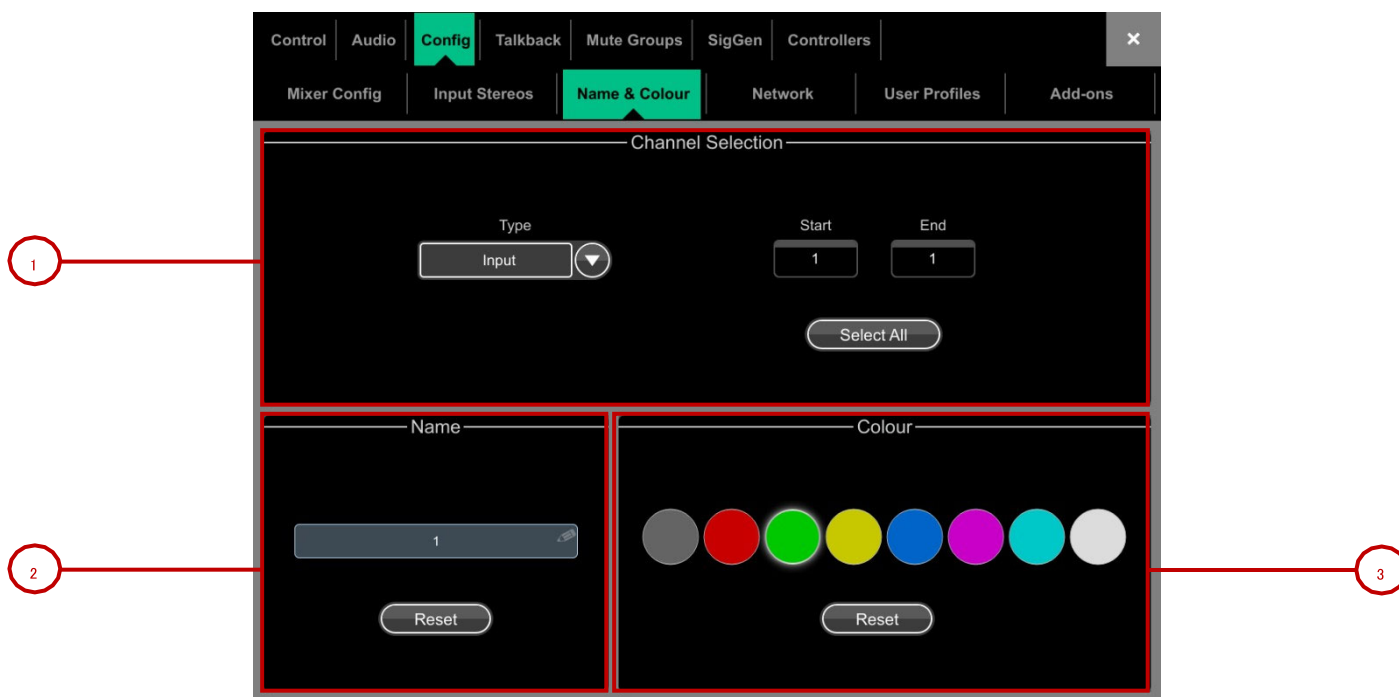 Control Audio Config Talkback Mute Groups SigGen Controllers ×
Mixer Config Input Stereos Name & Colour Network User Profiles Add-ons
Channel Selection
Type Start End
1
Input 1 1
Select All
Name Colour
1
2
3
Reset Reset